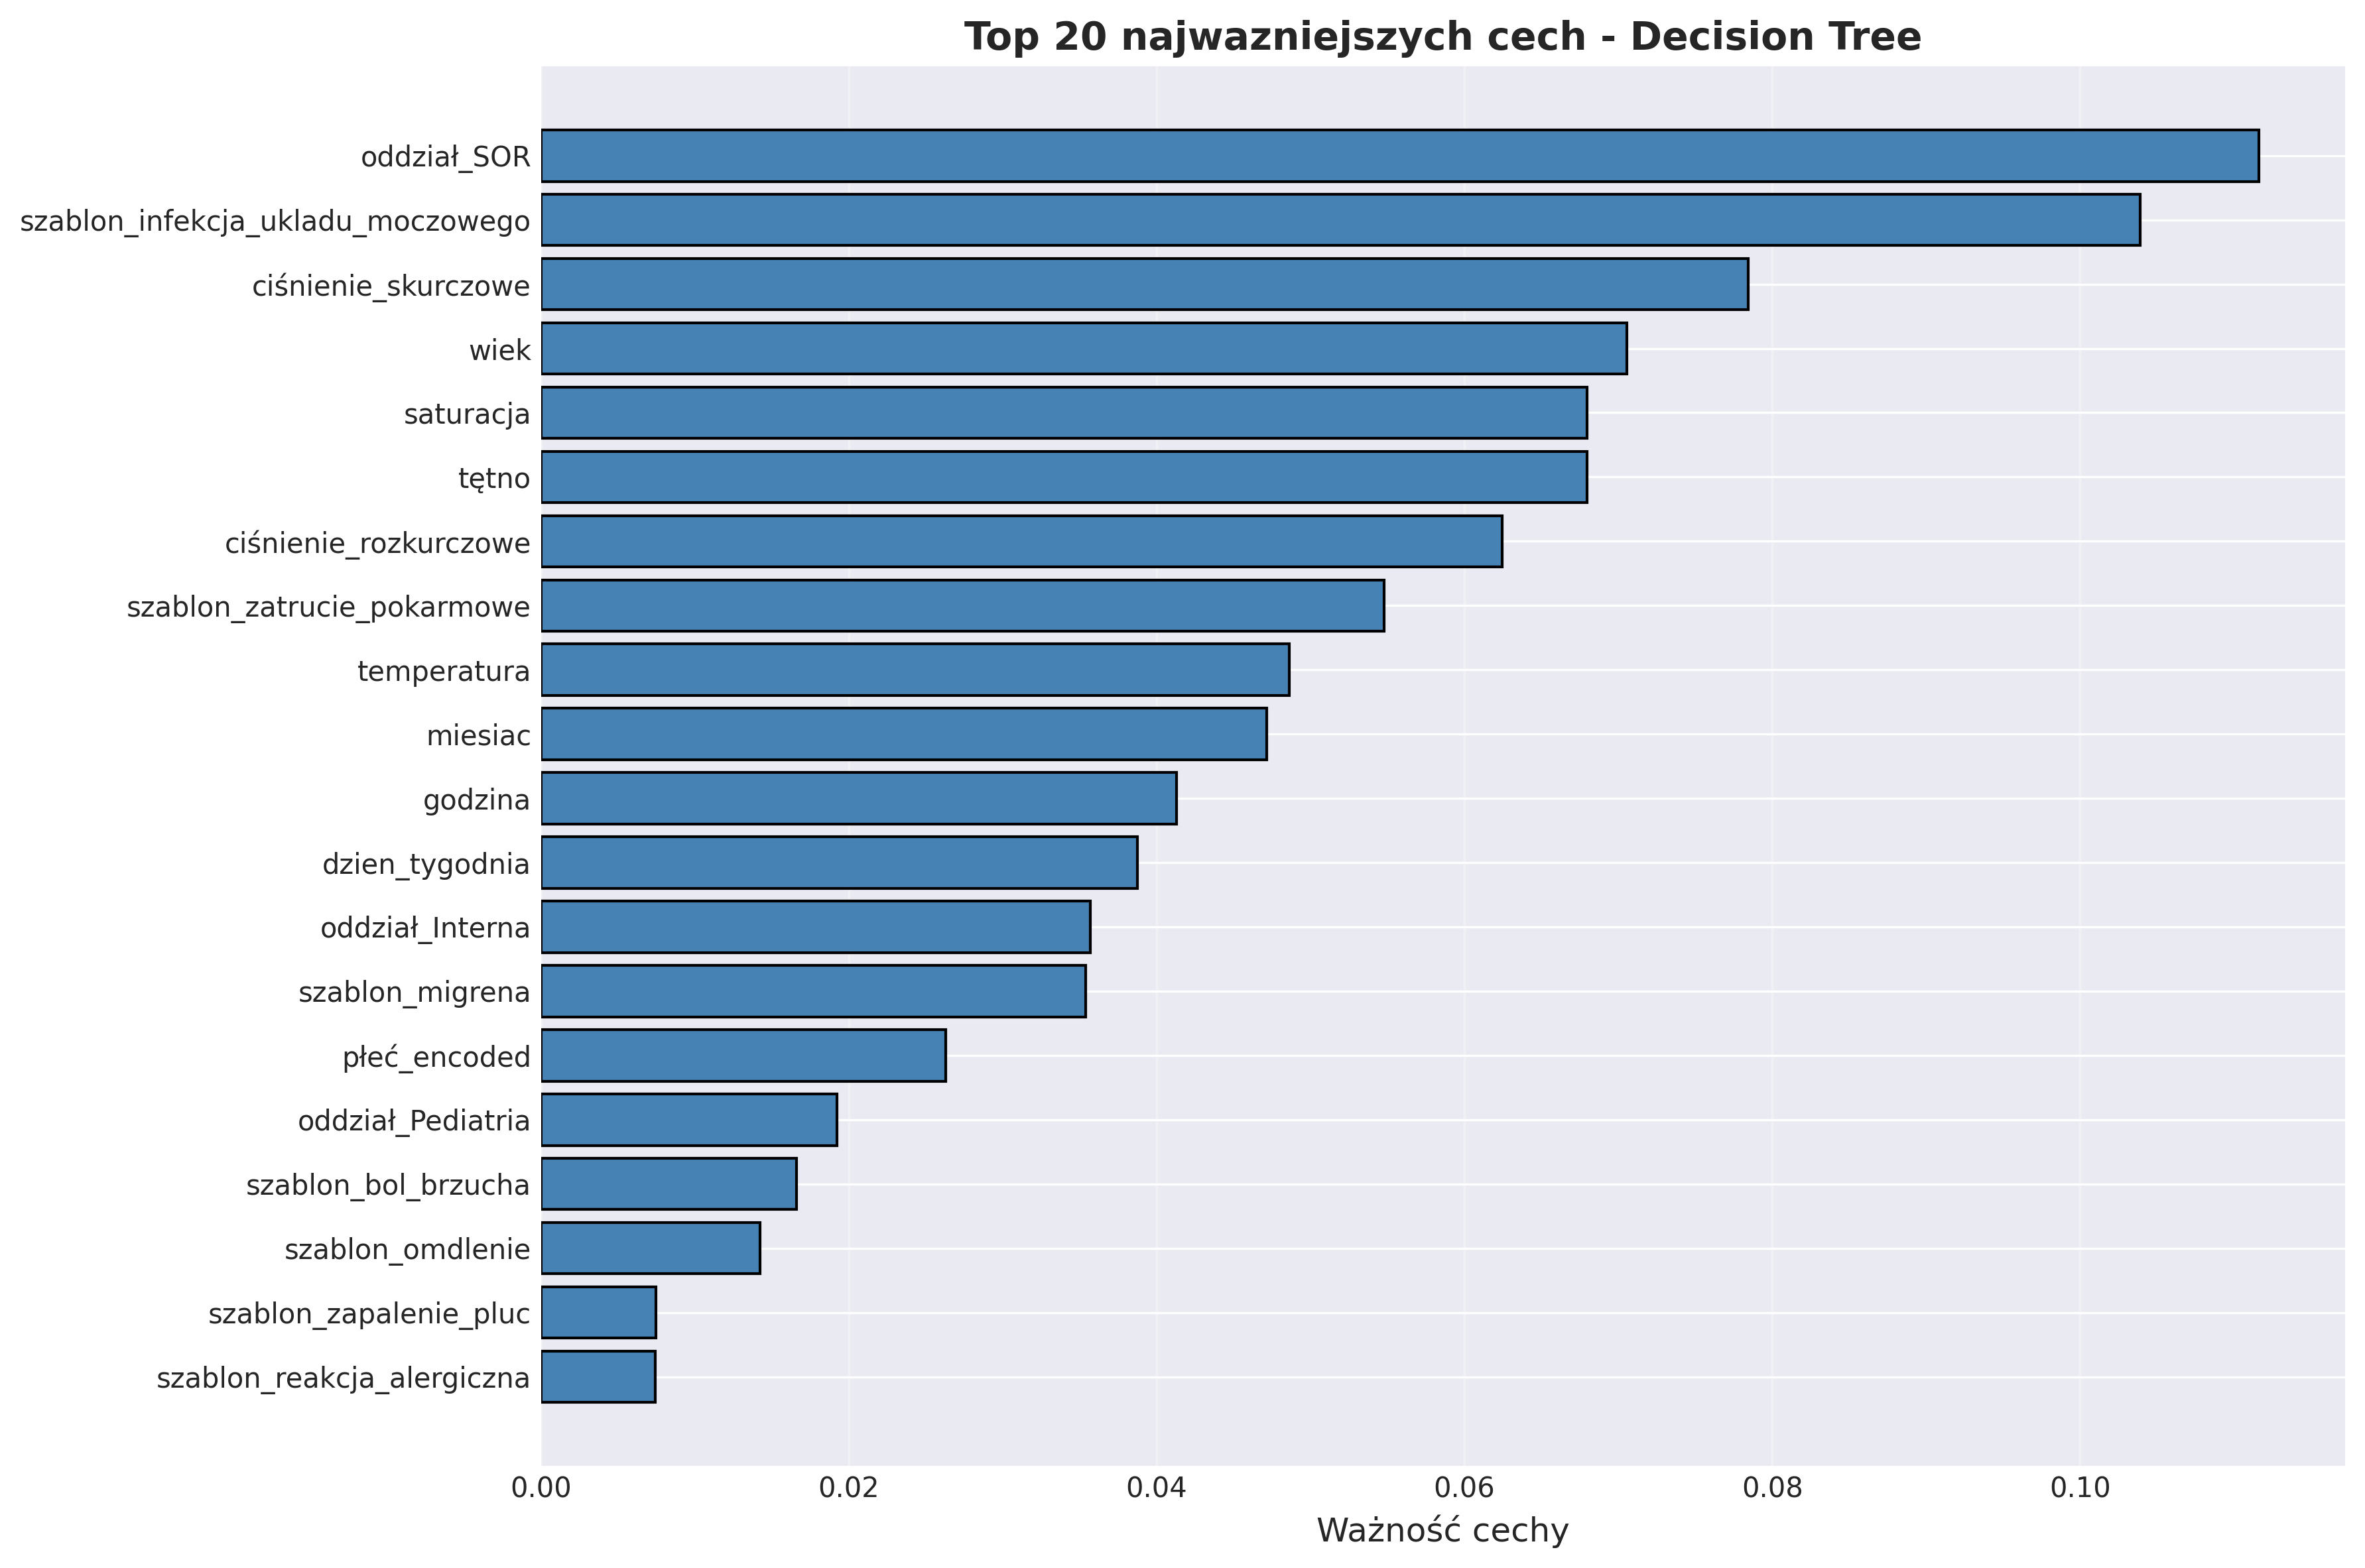 Top 20 najwazniejszych cech - Decision Tree
oddział_SOR
szablon_infekcja_ukladu_moczowego
ciśnienie_skurczowe
wiek
saturacja
tętno
ciśnienie_rozkurczowe
szablon_zatrucie_pokarmowe
temperatura
miesiac
godzina
dzien_tygodnia
oddział_Interna
szablon_migrena
płeć_encoded
oddział_Pediatria
szablon_bol_brzucha
szablon_omdlenie
szablon_zapalenie_pluc
szablon_reakcja_alergiczna
0.00 0.02 0.04 0.06 0.08 0.10
Ważność cechy